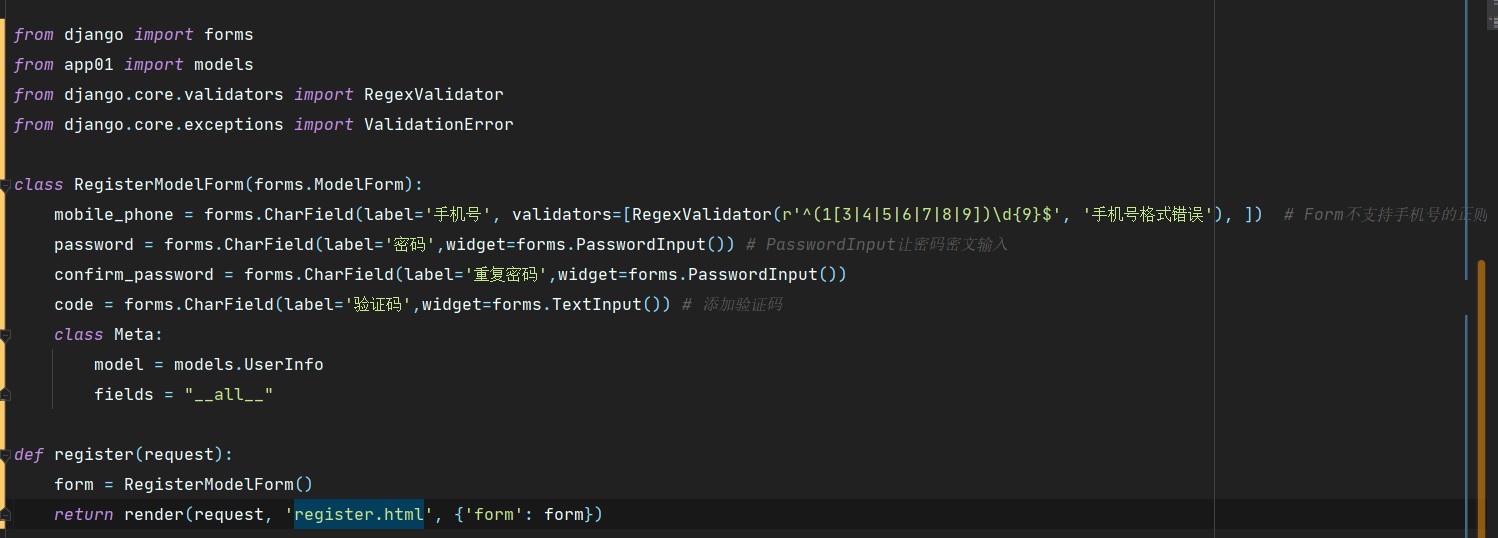 from django import forms
from app01 import models
from django.core.validators import RegexValidator
from django.core.exceptions import ValidationError
class RegisterModelForm(forms.ModelForm):
    mobile_phone = forms.CharField(label='手机号', validators=[RegexValidator(r'^(1[3|4|5|6|7|8|9])\d{9}$', '手机号格式错误'), ])  # Form不支持手机号的正则
    password = forms.CharField(label='密码',widget=forms.PasswordInput()) # PasswordInput让密码密文输入
    confirm_password = forms.CharField(label='重复密码',widget=forms.PasswordInput())
    code = forms.CharField(label='验证码',widget=forms.TextInput()) # 添加验证码
    class Meta:
        model = models.UserInfo
        fields = "__all__"
def register(request):
    form = RegisterModelForm()
    return render(request, 'register.html', {'form': form})